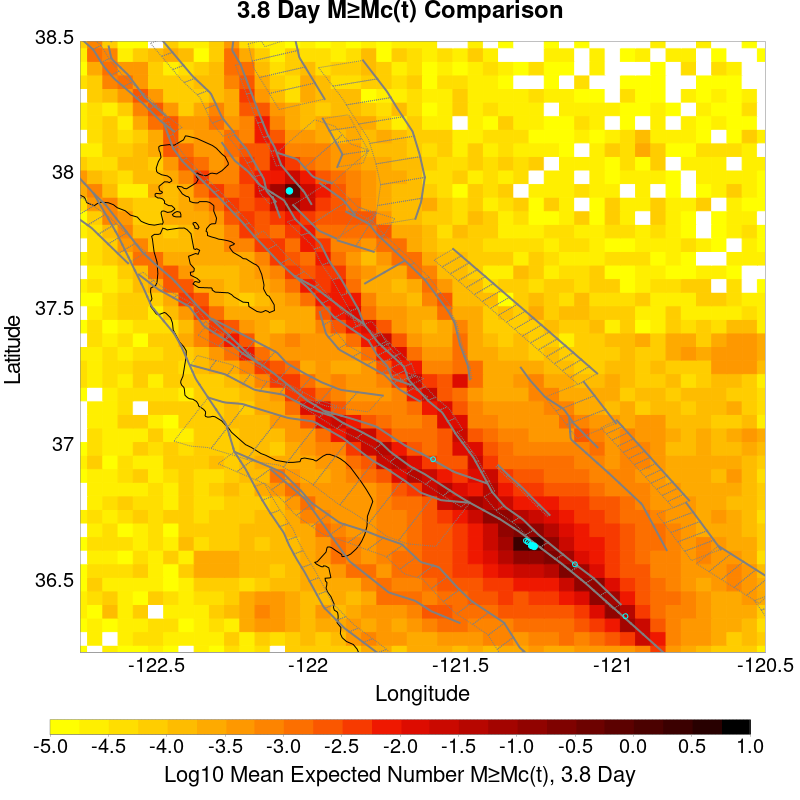 3.8 Day M≥Mc(t) Comparison
38.5
38
37.5
37
36.5
Latitude
-122.5 -122 -121.5 -121 -120.5
Longitude
-5.0 -4.5 -4.0 -3.5 -3.0 -2.5 -2.0 -1.5 -1.0 -0.5 0.0 0.5 1.0
Log10 Mean Expected Number M≥Mc(t), 3.8 Day